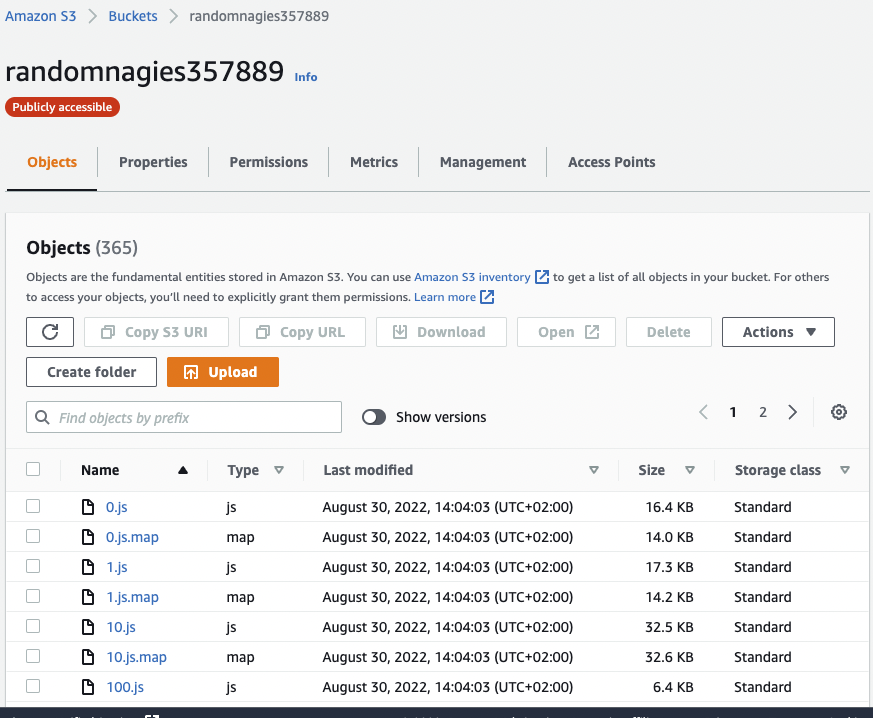 Amazon S3 > Buckets > randomnagies357889
randomnagies357889 Info
Publicly accessible
Objects Properties Permissions Metrics Management Access Points
Objects (365)
Objects are the fundamental entities stored in Amazon S3. You can use Amazon S3 inventory to get a list of all objects in your bucket. For others
to access your objects, you'll need to explicitly grant them permissions. Learn more
Copy S3 URI Copy URL Download Open Delete Actions
Create folder Upload
Find objects by prefix Show versions 1 2
Name Type Last modified Size Storage class
0.js js August 30, 2022, 14:04:03 (UTC+02:00) 16.4 KB Standard
0.js.map map August 30, 2022, 14:04:03 (UTC+02:00) 14.0 KB Standard
1.js js August 30, 2022, 14:04:03 (UTC+02:00) 17.3 KB Standard
1.js.map map August 30, 2022, 14:04:03 (UTC+02:00) 14.2 KB Standard
10.js js August 30, 2022, 14:04:03 (UTC+02:00) 32.5 KB Standard
10.js.map map August 30, 2022, 14:04:03 (UTC+02:00) 32.6 KB Standard
100.js js August 30, 2022, 14:04:03 (UTC+02:00) 6.4 KB Standard